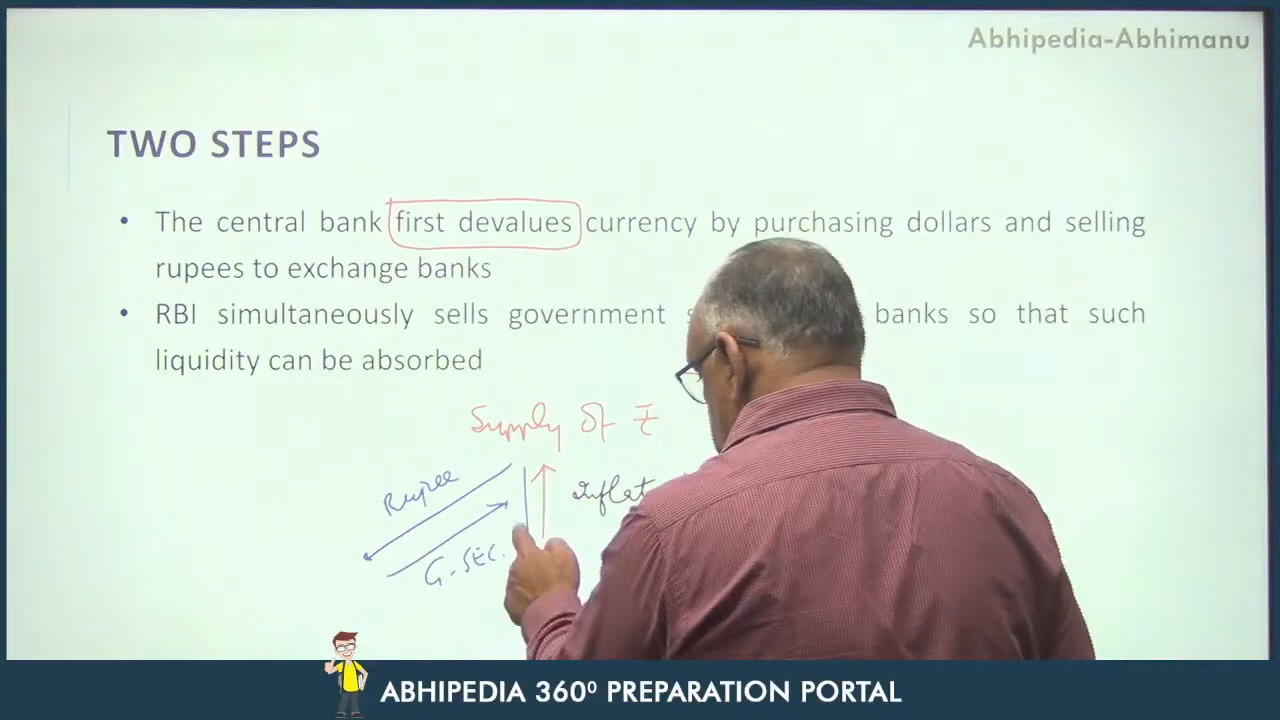 Abhipedia-Abhimanu
TWO STEPS
• The central bank first devalues currency by purchasing dollars and selling
rupees to exchange banks
• RBI simultaneously sells government banks so that such
liquidity can be absorbed
Supply of ₹
Rupee
Inflat
G-SEC.
ABHIPEDIA 360⁰ PREPARATION PORTAL